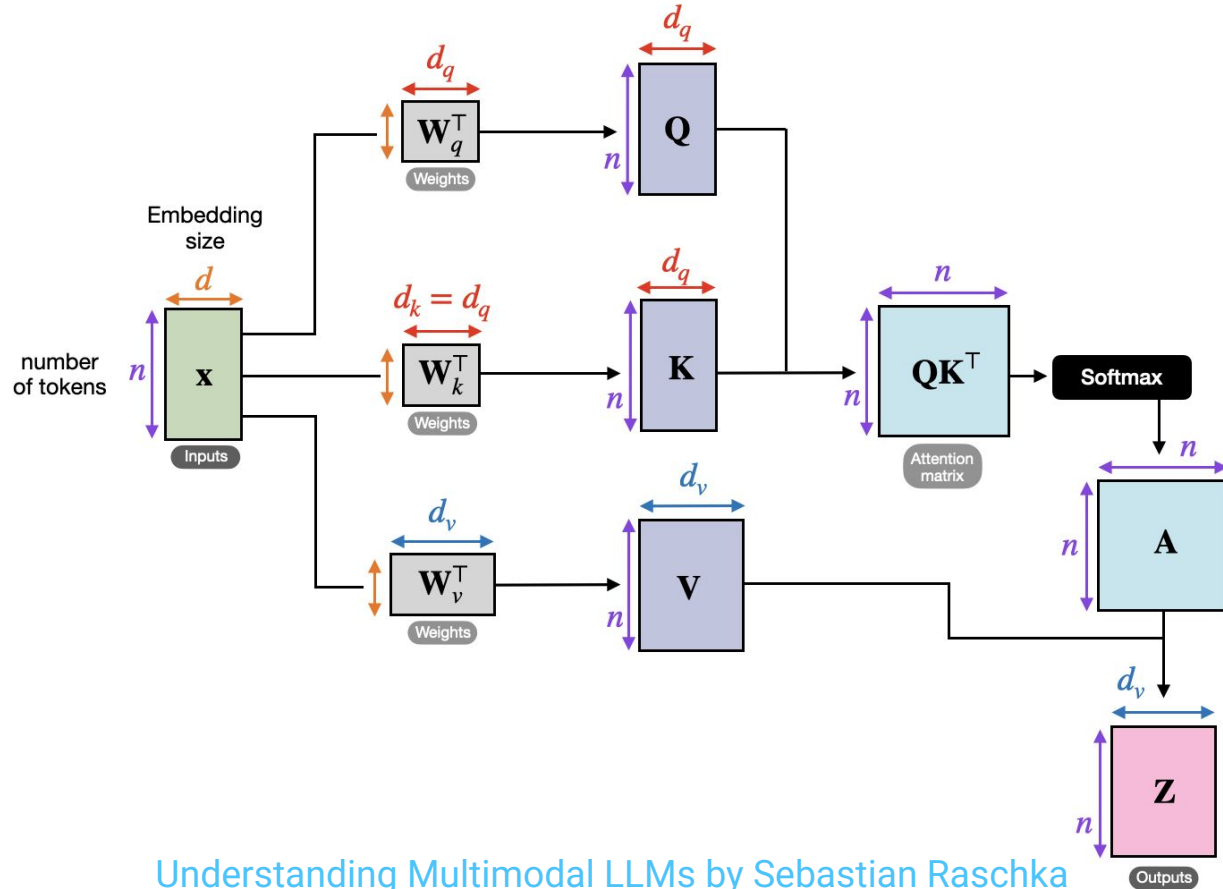 d_q
d_q
W_q^⊤
Q
n
Weights
Embedding
size
d
d_q
n
d_k = d_q
number
of tokens
n
x
W_k^⊤
n
K
n
QK^⊤
Softmax
Inputs
Weights
Attention
matrix
n
d_v
d_v
n
A
W_v^⊤
n
V
Weights
d_v
n
Z
Understanding Multimodal LLMs by Sebastian Raschka
Outputs